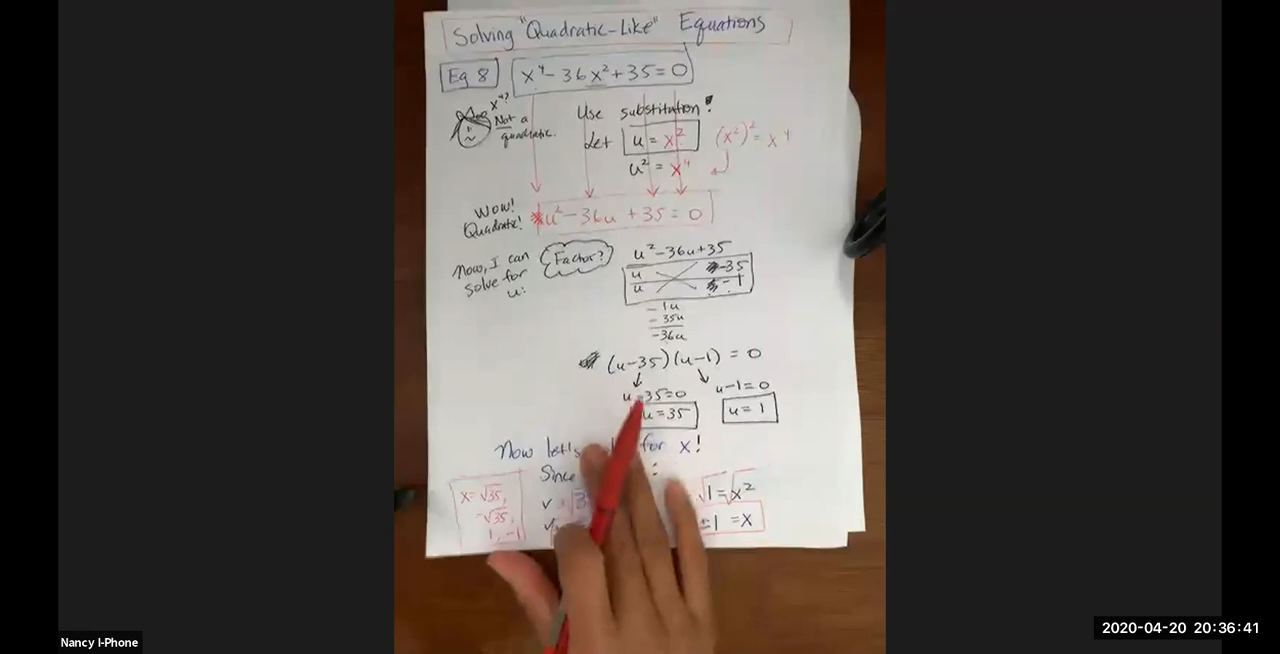 Solving "Quadratic-Like" Equations
Eg 8
x⁴ - 36x² + 35 = 0
x⁴?
Not a
quadratic.
Use substitution!
Let u = x²
(x²)² = x⁴
u² = x⁴
Wow!
Quadratic!
u² - 36u + 35 = 0
Now, I can
solve for
u:
Factor?
u² - 36u + 35
u -35
u -1
-1u
-35u
-36u
(u-35)(u-1) = 0
u-35=0
u-1=0
u=35
u=1
Now let's for x!
Since :
x = √35,
-√35,
1, -1
√1 = √x²
±1 = x
Nancy I-Phone
2020-04-20 20:36:41